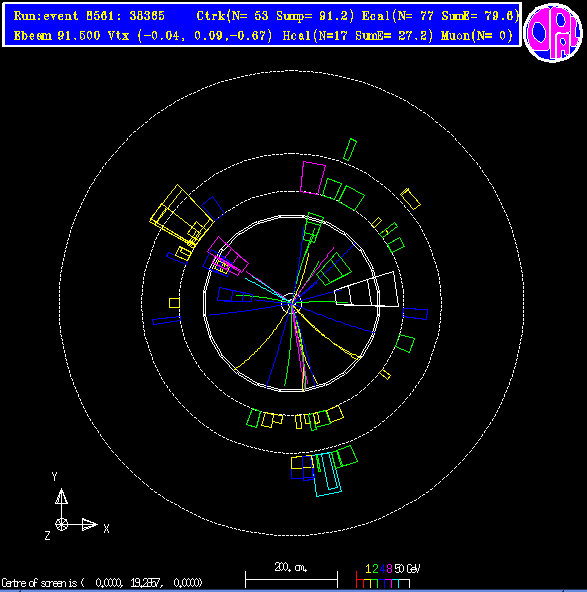 Run:event 8561: 38365 Ctrk(N= 53 Sump= 91.2) Ecal(N= 77 SumE= 79.6)
Ebeam 91.500 Vtx (-0.04, 0.09,-0.67) Hcal(N=17 SumE= 27.2) Muon(N= 0)
OPAL
Y
X
Z
200. cm.
1 2 4 8 50 GeV
Centre of screen is ( 0.0000, 19.2857, 0.0000)